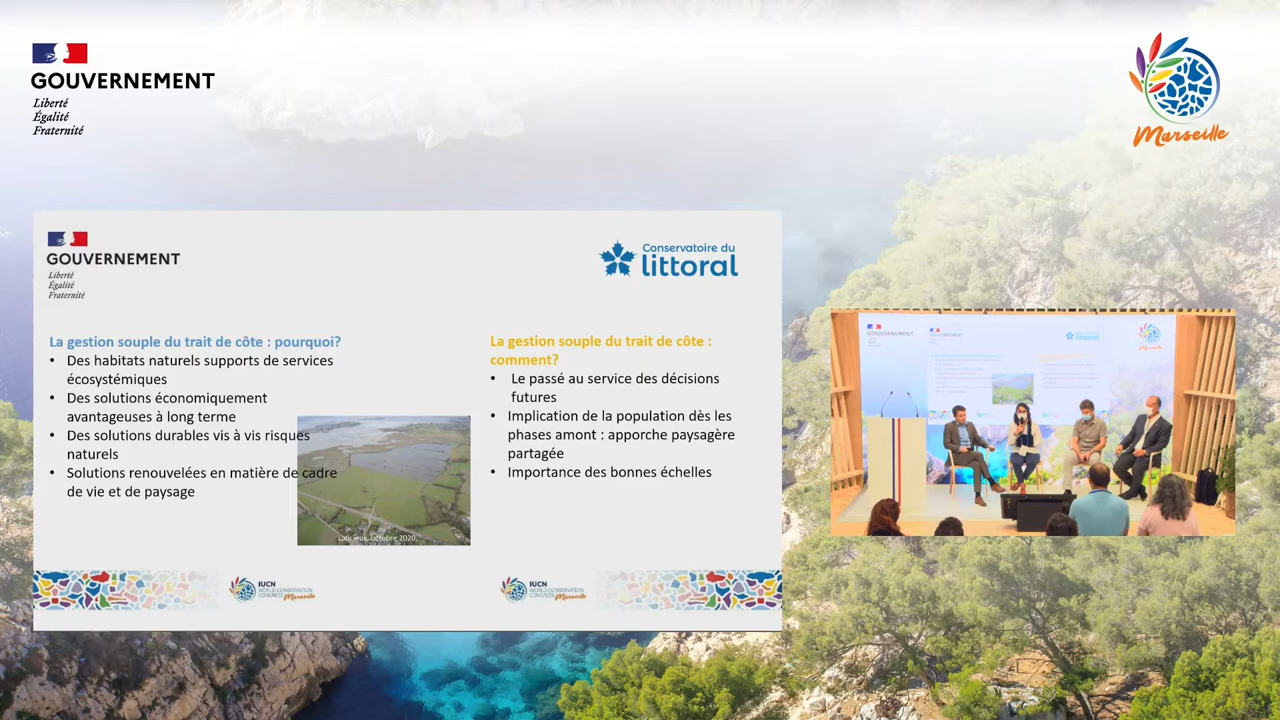 GOUVERNEMENT
Liberté
Égalité
Fraternité
Marseille
GOUVERNEMENT
Liberté
Égalité
Fraternité
Conservatoire du
littoral
La gestion souple du trait de côte : pourquoi?
• Des habitats naturels supports de services
écosystémiques
• Des solutions économiquement
avantageuses à long terme
• Des solutions durables vis à vis risques
naturels
• Solutions renouvelées en matière de cadre
de vie et de paysage
Lancieux, octobre 2020,
La gestion souple du trait de côte :
comment?
• Le passé au service des décisions
futures
• Implication de la population dès les
phases amont : apporche paysagère
partagée
• Importance des bonnes échelles
IUCN
WORLD CONSERVATION
CONGRESS
Marseille
IUCN
WORLD CONSERVATION
CONGRESS
Marseille
GOUVERNEMENT
littoral